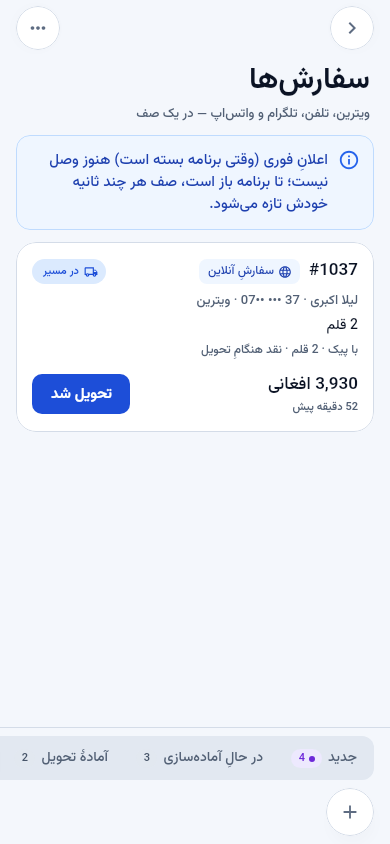 سفارش‌ها
ویترین، تلفن، تلگرام و واتس‌اپ — در یک صف
اعلانِ فوری (وقتی برنامه بسته است) هنوز وصل
نیست؛ تا برنامه باز است، صف هر چند ثانیه
خودش تازه می‌شود.
#1037 سفارشِ آنلاین در مسیر
لیلا اکبری · 07•• ••• 37 · ویترین
2 قلم
با پیک · 2 قلم · نقد هنگامِ تحویل
3,930 افغانی
52 دقیقه پیش
تحویل شد
جدید 4 در حالِ آماده‌سازی 3 آمادهٔ تحویل 2